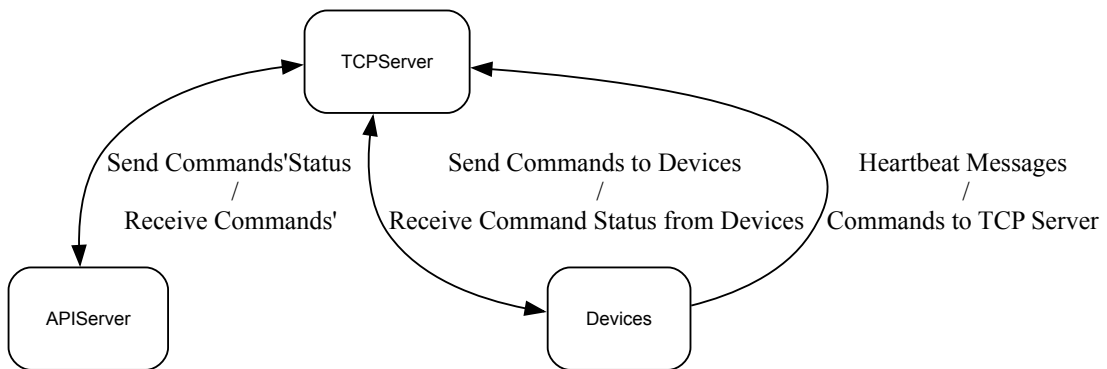 TCPServer
Send Commands'Status
/
Receive Commands'
Send Commands to Devices
/
Receive Command Status from Devices
Heartbeat Messages
/
Commands to TCP Server
APIServer
Devices